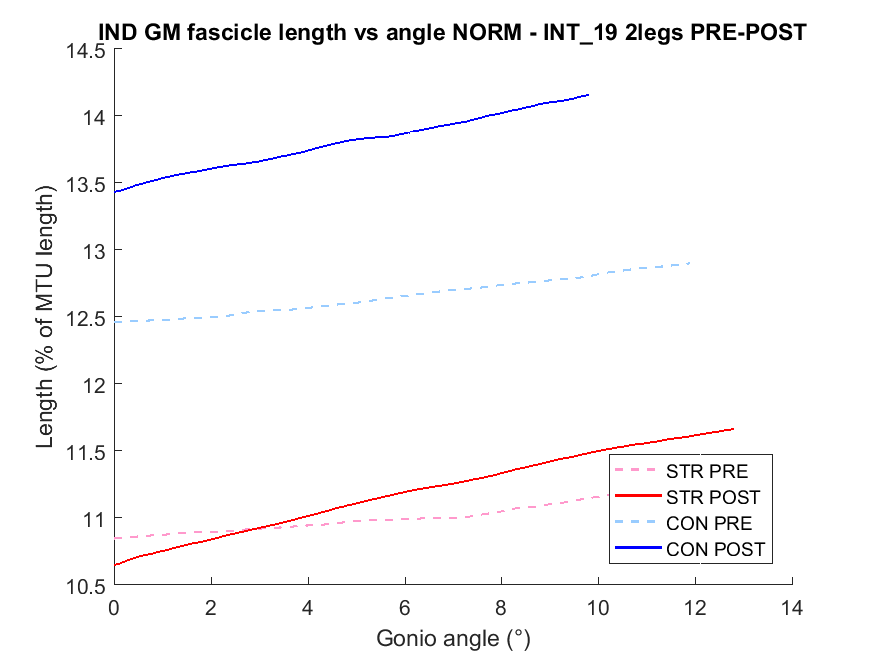 IND GM fascicle length vs angle NORM - INT_19 2legs PRE-POST
14.5
14
13.5
13
12.5
12
11.5
11
10.5
Length (% of MTU length)
0 2 4 6 8 10 12 14
Gonio angle (°)
STR PRE
STR POST
CON PRE
CON POST